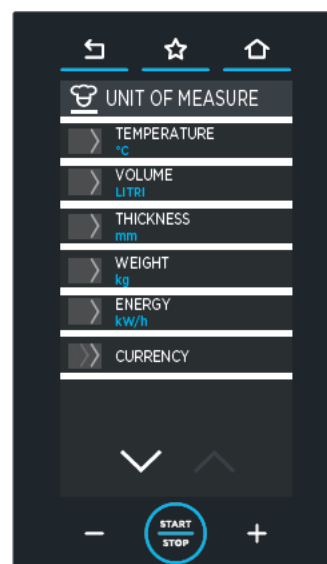 UNIT OF MEASURE
TEMPERATURE
°C
VOLUME
LITRI
THICKNESS
mm
WEIGHT
kg
ENERGY
kW/h
CURRENCY
START
STOP